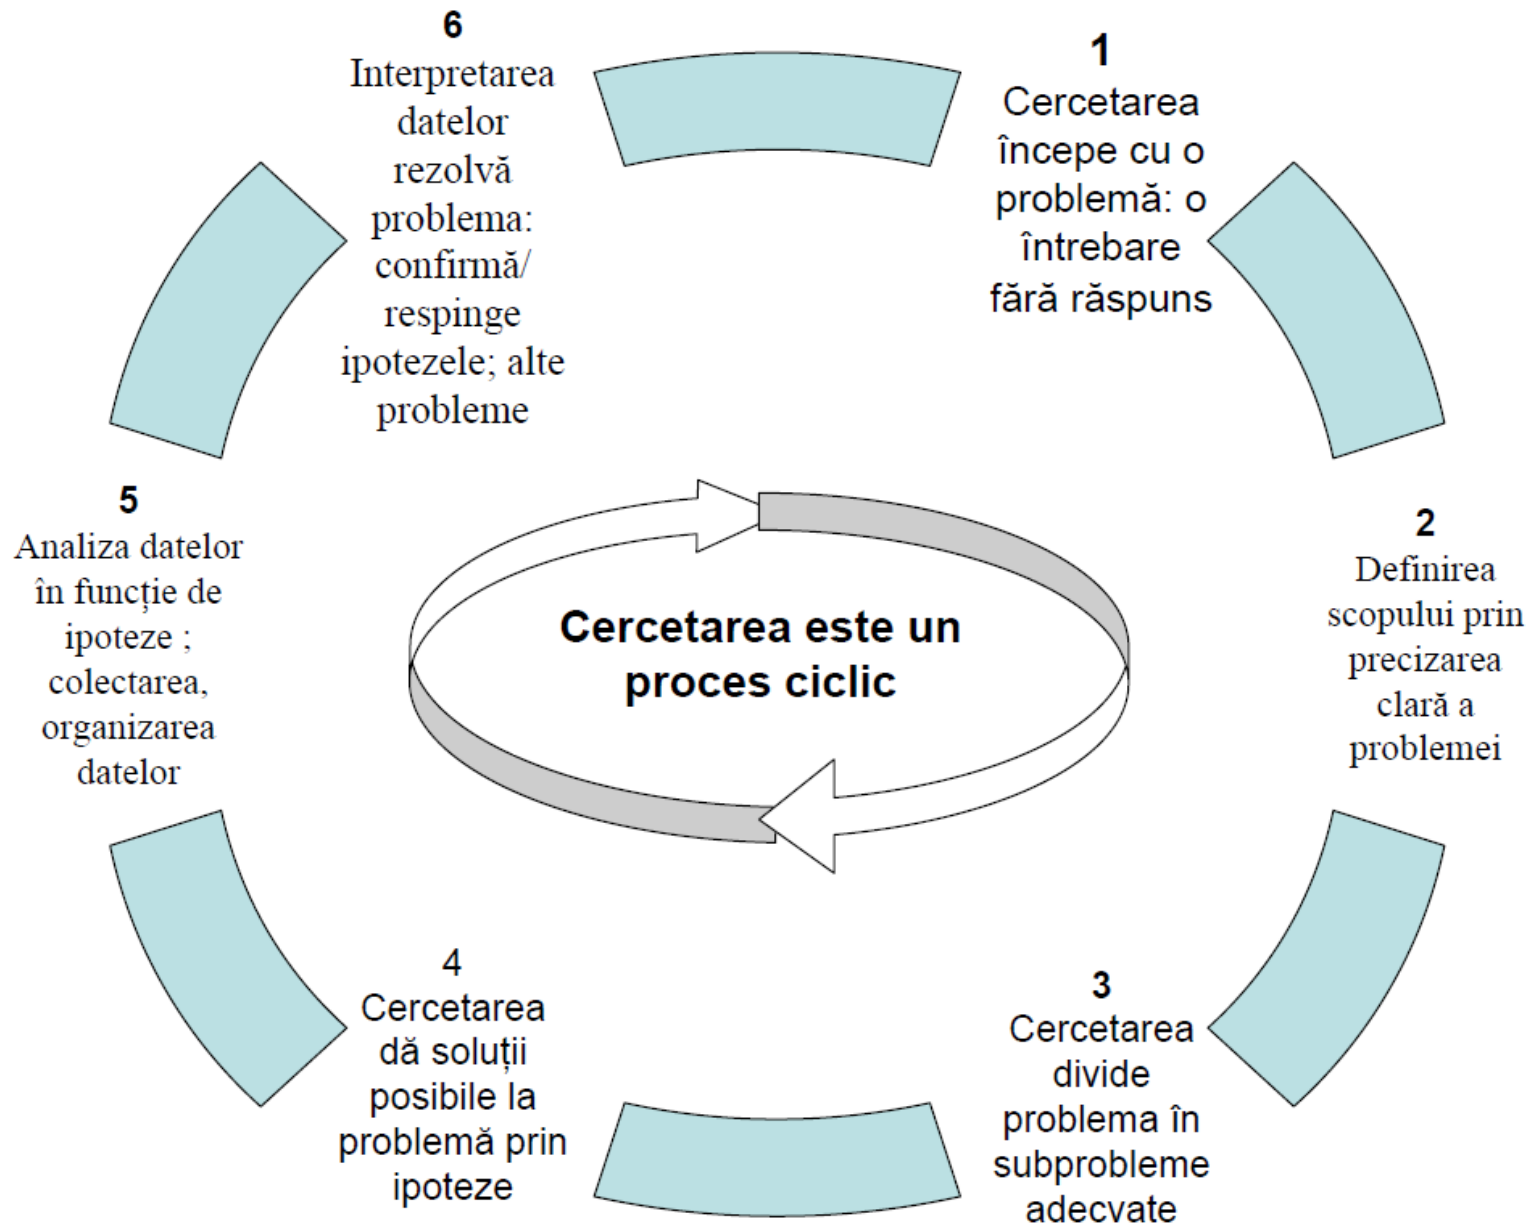 1
Cercetarea
începe cu o
problemă: o
întrebare
fără răspuns
2
Definirea
scopului prin
precizarea
clară a
problemei
3
Cercetarea
divide
problema în
subprobleme
adecvate
4
Cercetarea
dă soluții
posibile la
problemă prin
ipoteze
5
Analiza datelor
în funcție de
ipoteze ;
colectarea,
organizarea
datelor
6
Interpretarea
datelor
rezolvă
problema:
confirmă/
respinge
ipotezele; alte
probleme
Cercetarea este un
proces ciclic